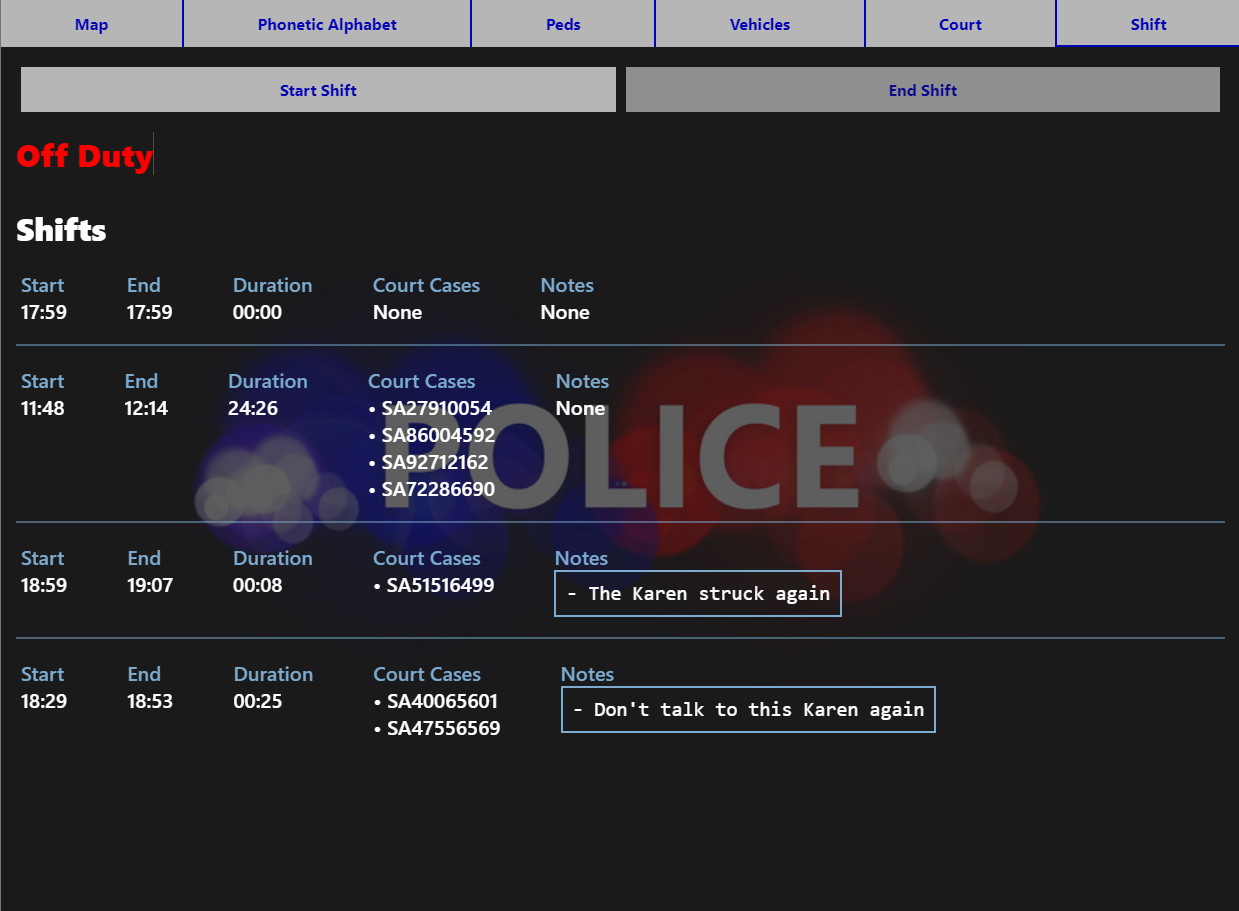 Map Phonetic Alphabet Peds Vehicles Court Shift
Start Shift End Shift
Off Duty
Shifts
Start End Duration Court Cases Notes
17:59 17:59 00:00 None None
Start End Duration Court Cases Notes
11:48 12:14 24:26 • SA27910054 None
• SA86004592
• SA92712162
• SA72286690
POLICE
Start End Duration Court Cases Notes
18:59 19:07 00:08 • SA51516499 - The Karen struck again
Start End Duration Court Cases Notes
18:29 18:53 00:25 • SA40065601 - Don't talk to this Karen again
• SA47556569